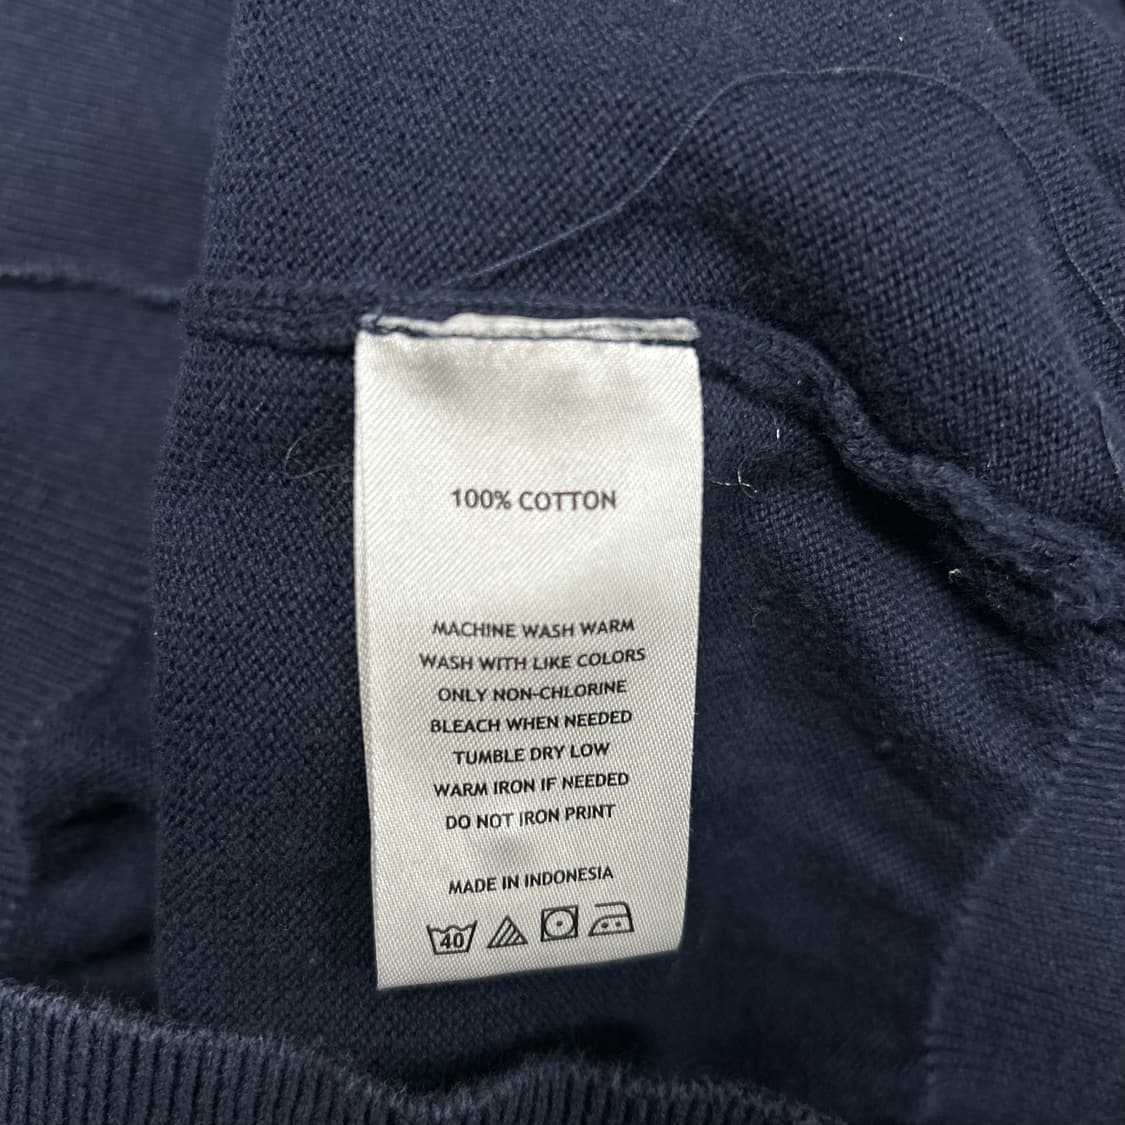 100% COTTON
MACHINE WASH WARM
WASH WITH LIKE COLORS
ONLY NON-CHLORINE
BLEACH WHEN NEEDED
TUMBLE DRY LOW
WARM IRON IF NEEDED
DO NOT IRON PRINT
MADE IN INDONESIA
40